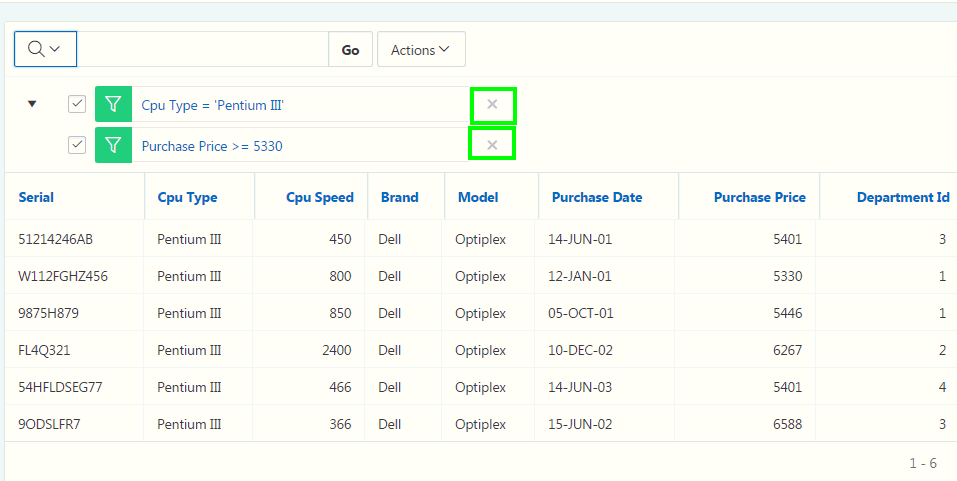 Go Actions
Cpu Type = 'Pentium III'
Purchase Price >= 5330
Serial Cpu Type Cpu Speed Brand Model Purchase Date Purchase Price Department Id
51214246AB Pentium III 450 Dell Optiplex 14-JUN-01 5401 3
W112FGHZ456 Pentium III 800 Dell Optiplex 12-JAN-01 5330 1
9875H879 Pentium III 850 Dell Optiplex 05-OCT-01 5446 1
FL4Q321 Pentium III 2400 Dell Optiplex 10-DEC-02 6267 2
54HFLDSEG77 Pentium III 466 Dell Optiplex 14-JUN-03 5401 4
9ODSLFR7 Pentium III 366 Dell Optiplex 15-JUN-02 6588 3
1 - 6